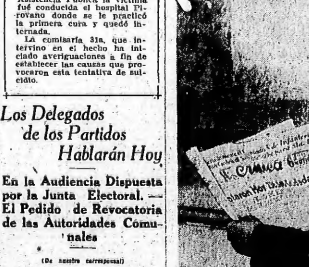 Asistencia Pública la víctima
fué conducida el hospital Pi-
rovano donde se le practicó
la primera cura y quedó in-
ternada.
La comisaría 31a, que in-
tervino en el hecho ha ini-
ciado averiguaciones a fin de
establecer las causas que pro-
vocaron esta tentativa de sui-
cidio.
Los Delegados
de los Partidos
Hablarán Hoy
En la Audiencia Dispuesta
por la Junta Electoral. —
El Pedido de Revocatoria
de las Autoridades Comu-
nales
(De nuestro corresponsal)